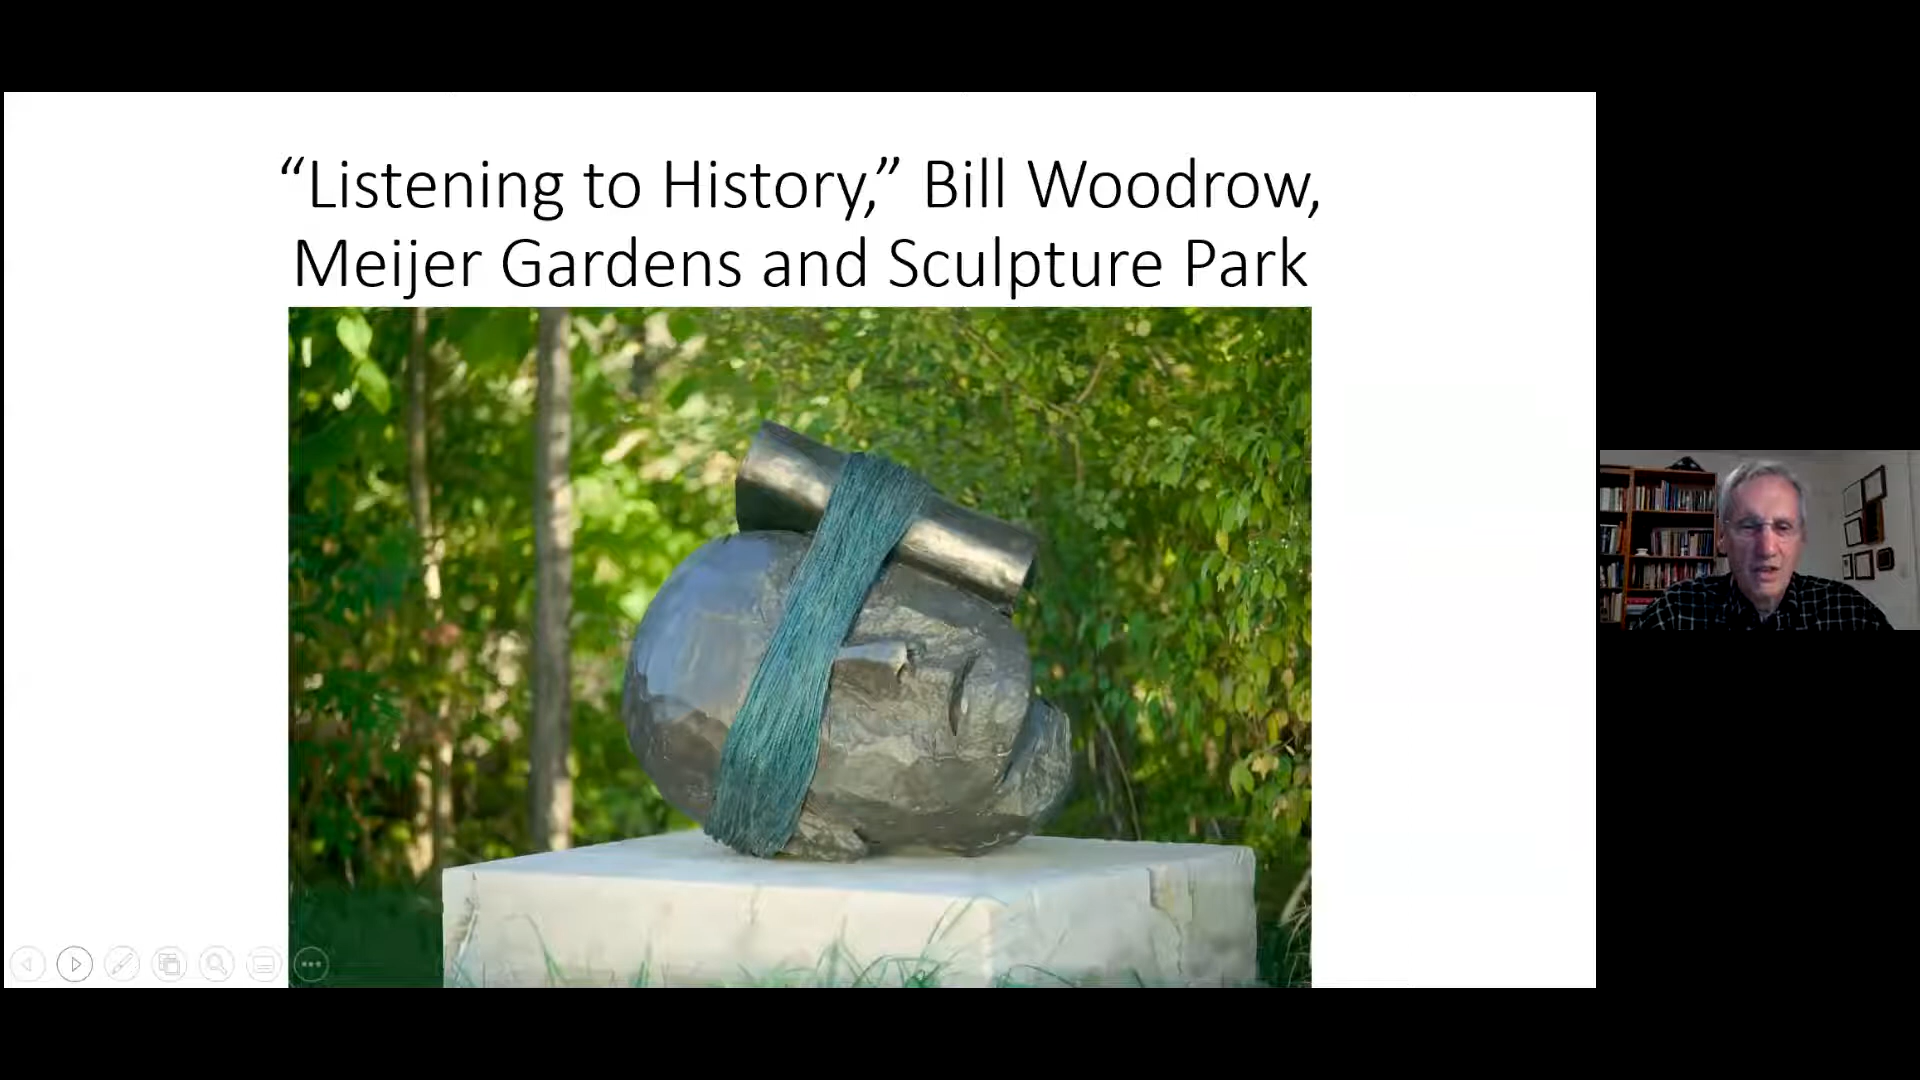 “Listening to History,” Bill Woodrow,
Meijer Gardens and Sculpture Park